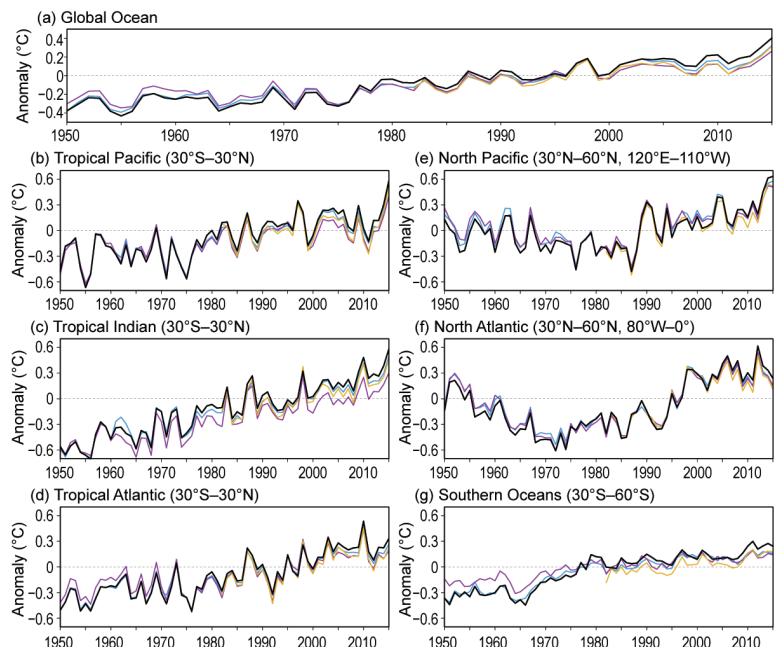 (a) Global Ocean
Anomaly (°C)
0.4
0.2
0
−0.2
−0.4
1950 1960 1970 1980 1990 2000 2010
(b) Tropical Pacific (30°S–30°N)
Anomaly (°C)
0.6
0.3
0
−0.3
−0.6
1950 1960 1970 1980 1990 2000 2010
(e) North Pacific (30°N–60°N, 120°E–110°W)
Anomaly (°C)
0.6
0.3
0
−0.3
−0.6
1950 1960 1970 1980 1990 2000 2010
(c) Tropical Indian (30°S–30°N)
Anomaly (°C)
0.6
0.3
0
−0.3
−0.6
1950 1960 1970 1980 1990 2000 2010
(f) North Atlantic (30°N–60°N, 80°W–0°)
Anomaly (°C)
0.6
0.3
0
−0.3
−0.6
1950 1960 1970 1980 1990 2000 2010
(d) Tropical Atlantic (30°S–30°N)
Anomaly (°C)
0.6
0.3
0
−0.3
−0.6
1950 1960 1970 1980 1990 2000 2010
(g) Southern Oceans (30°S–60°S)
Anomaly (°C)
0.6
0.3
0
−0.3
−0.6
1950 1960 1970 1980 1990 2000 2010